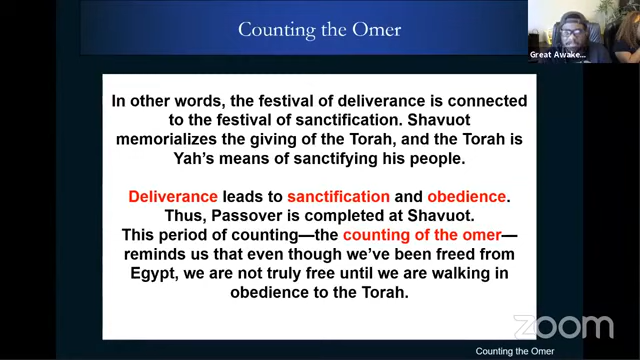 Counting the Omer
Great Awake...
In other words, the festival of deliverance is connected
to the festival of sanctification. Shavuot
memorializes the giving of the Torah, and the Torah is
Yah's means of sanctifying his people.
Deliverance leads to sanctification and obedience.
Thus, Passover is completed at Shavuot.
This period of counting—the counting of the omer—
reminds us that even though we've been freed from
Egypt, we are not truly free until we are walking in
obedience to the Torah.
zoom
Counting the Omer